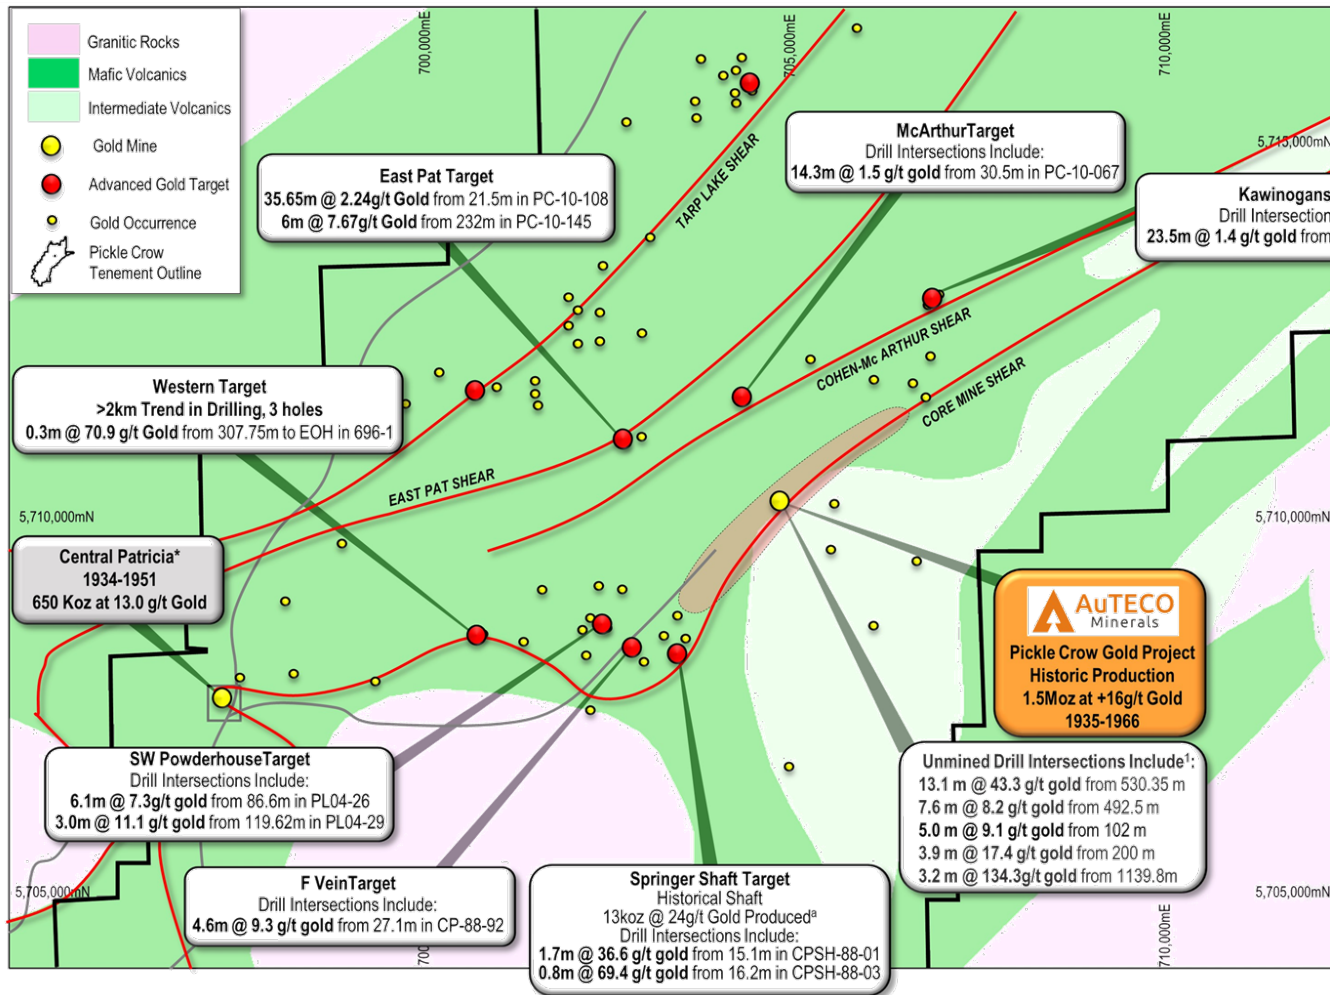 Granitic Rocks
Mafic Volcanics
Intermediate Volcanics
Gold Mine
Advanced Gold Target
Gold Occurrence
Pickle Crow
Tenement Outline
700,000mE
705,000mE
710,000mE
5,715,000mN
McArthurTarget
Drill Intersections Include:
14.3m @ 1.5 g/t gold from 30.5m in PC-10-067
East Pat Target
35.65m @ 2.24g/t Gold from 21.5m in PC-10-108
6m @ 7.67g/t Gold from 232m in PC-10-145
TARP LAKE SHEAR
Kawinogans
Drill Intersection
23.5m @ 1.4 g/t gold from
COHEN-Mc ARTHUR SHEAR
CORE MINE SHEAR
Western Target
>2km Trend in Drilling, 3 holes
0.3m @ 70.9 g/t Gold from 307.75m to EOH in 696-1
EAST PAT SHEAR
5,710,000mN
5,710,000mN
Central Patricia*
1934-1951
650 Koz at 13.0 g/t Gold
AuTECO
Minerals
Pickle Crow Gold Project
Historic Production
1.5Moz at +16g/t Gold
1935-1966
SW PowderhouseTarget
Drill Intersections Include:
6.1m @ 7.3g/t gold from 86.6m in PL04-26
3.0m @ 11.1 g/t gold from 119.62m in PL04-29
Unmined Drill Intersections Include¹:
13.1 m @ 43.3 g/t gold from 530.35 m
7.6 m @ 8.2 g/t gold from 492.5 m
5.0 m @ 9.1 g/t gold from 102 m
3.9 m @ 17.4 g/t gold from 200 m
3.2 m @ 134.3g/t gold from 1139.8m
5,705,000mN
5,705,000mN
F VeinTarget
Drill Intersections Include:
4.6m @ 9.3 g/t gold from 27.1m in CP-88-92
Springer Shaft Target
Historical Shaft
13koz @ 24g/t Gold Producedª
Drill Intersections Include:
1.7m @ 36.6 g/t gold from 15.1m in CPSH-88-01
0.8m @ 69.4 g/t gold from 16.2m in CPSH-88-03
700
710,000mE